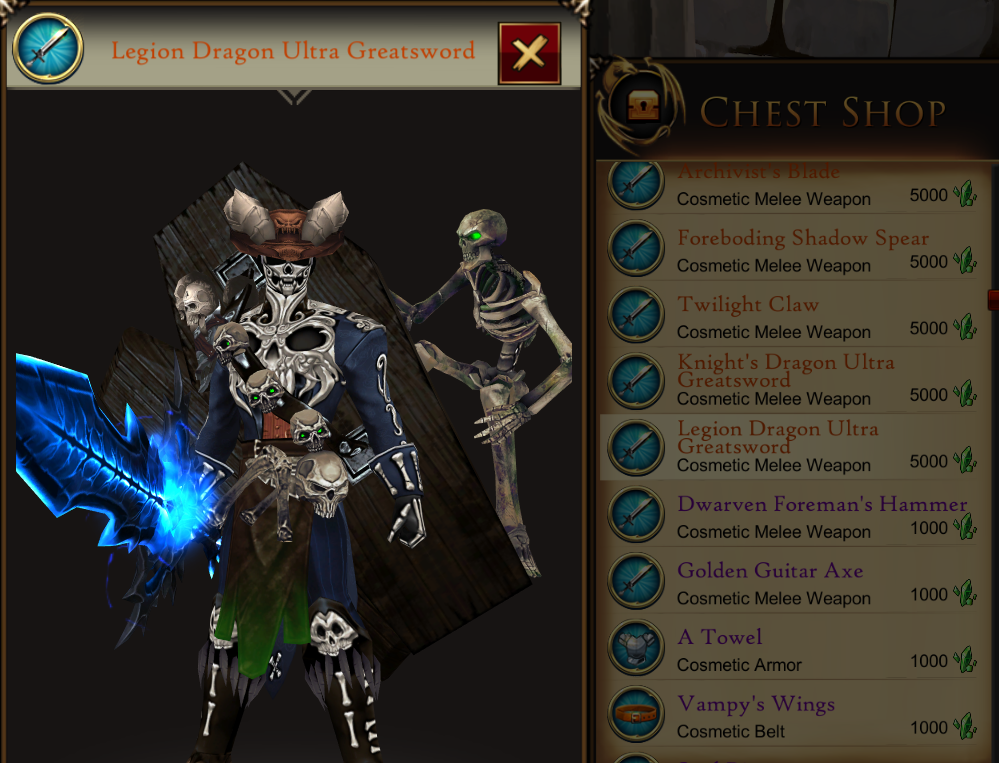 Legion Dragon Ultra Greatsword
Chest Shop
Archivist's Blade
Cosmetic Melee Weapon
5000
Foreboding Shadow Spear
Cosmetic Melee Weapon
5000
Twilight Claw
Cosmetic Melee Weapon
5000
Knight's Dragon Ultra
Greatsword
Cosmetic Melee Weapon
5000
Legion Dragon Ultra
Greatsword
Cosmetic Melee Weapon
5000
Dwarven Foreman's Hammer
Cosmetic Melee Weapon
1000
Golden Guitar Axe
Cosmetic Melee Weapon
1000
A Towel
Cosmetic Armor
1000
Vampy's Wings
Cosmetic Belt
1000